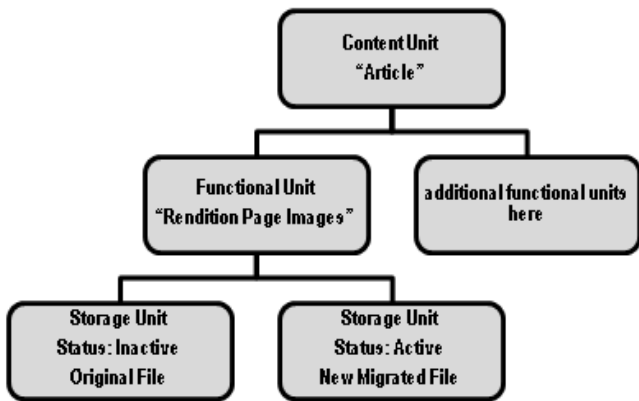 Content Unit
“Article”
Functional Unit
“Rendition Page Images”
additional functional units
here
Storage Unit
Status: Inactive
Original File
Storage Unit
Status: Active
New Migrated File